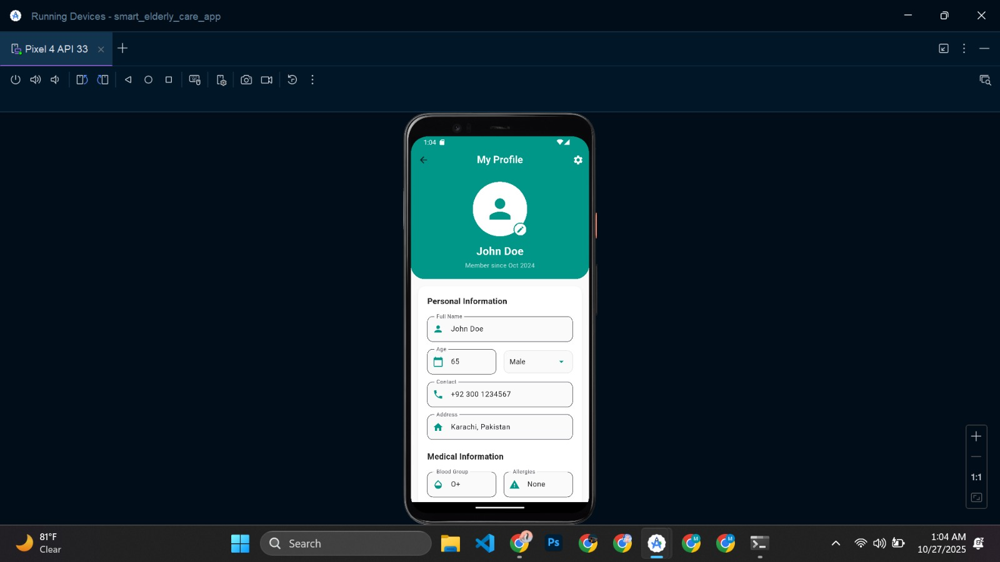 Running Devices - smart_elderly_care_app
Pixel 4 API 33
1:04
My Profile
John Doe
Member since Oct 2024
Personal Information
Full Name
John Doe
Age
65
Male
Contact
+92 300 1234567
Address
Karachi, Pakistan
Medical Information
Blood Group
O+
Allergies
None
1:1
81°F
Clear
Search
Ps
M
M
1:04 AM
10/27/2025